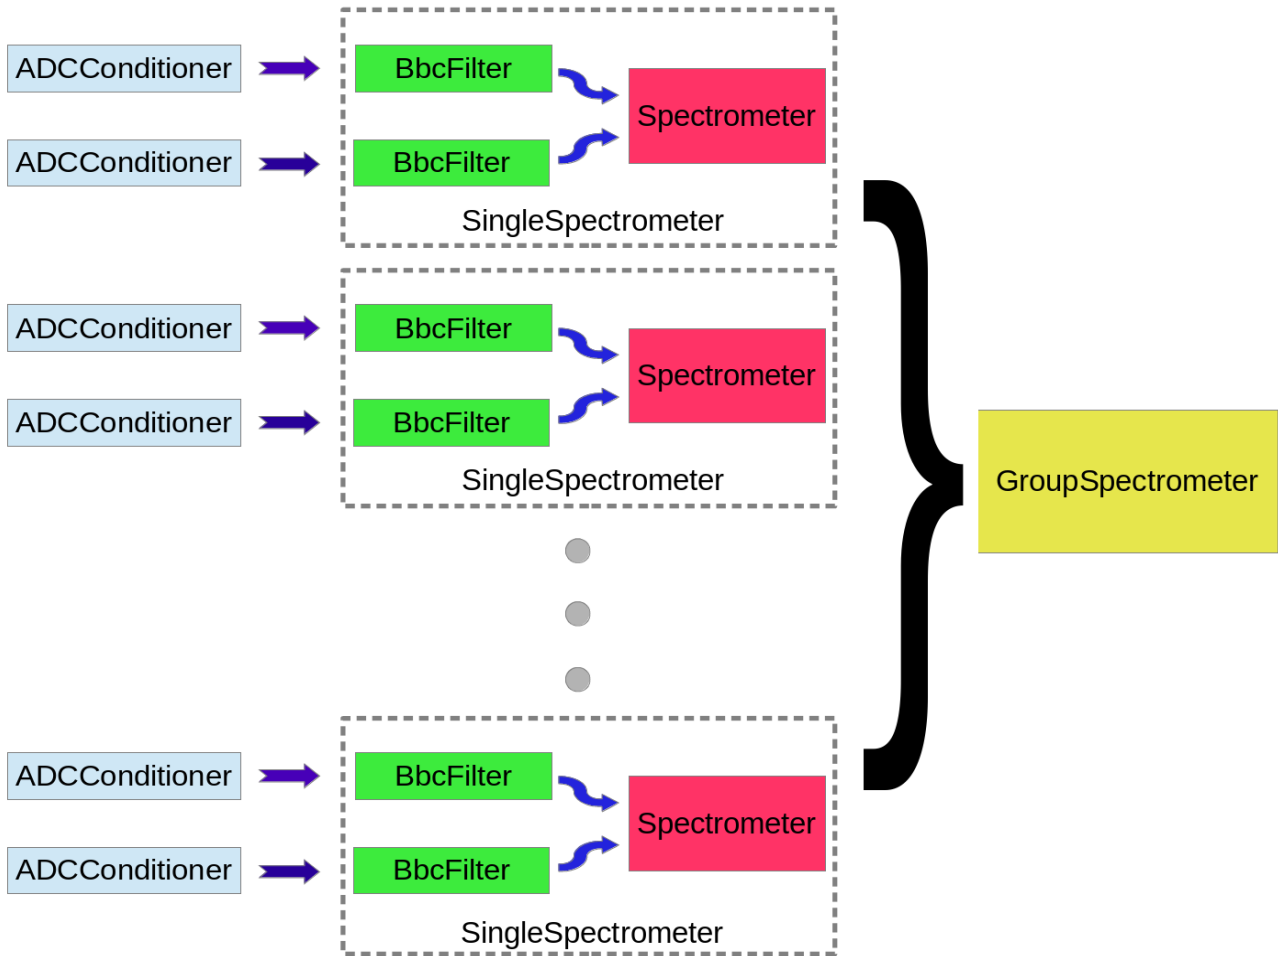 ADCConditioner
BbcFilter
Spectrometer
ADCConditioner
BbcFilter
SingleSpectrometer
ADCConditioner
BbcFilter
Spectrometer
ADCConditioner
BbcFilter
SingleSpectrometer
GroupSpectrometer
ADCConditioner
BbcFilter
Spectrometer
ADCConditioner
BbcFilter
SingleSpectrometer